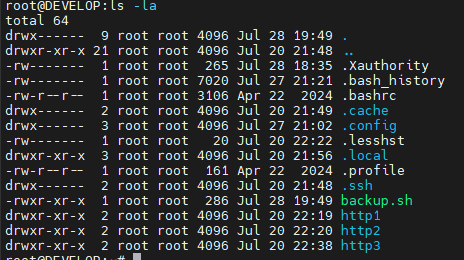 root@DEVELOP:ls -la
total 64
drwx------  9 root root 4096 Jul 28 19:49 .
drwxr-xr-x 21 root root 4096 Jul 20 21:48 ..
-rw-------  1 root root  265 Jul 28 18:35 .Xauthority
-rw-------  1 root root 7020 Jul 27 21:21 .bash_history
-rw-r--r--  1 root root 3106 Apr 22  2024 .bashrc
drwx------  2 root root 4096 Jul 20 21:49 .cache
drwx------  3 root root 4096 Jul 27 21:02 .config
-rw-------  1 root root   20 Jul 20 22:22 .lesshst
drwxr-xr-x  3 root root 4096 Jul 20 21:56 .local
-rw-r--r--  1 root root  161 Apr 22  2024 .profile
drwx------  2 root root 4096 Jul 20 21:48 .ssh
-rwxr-xr-x  1 root root  286 Jul 28 19:49 backup.sh
drwxr-xr-x  2 root root 4096 Jul 20 22:19 http1
drwxr-xr-x  2 root root 4096 Jul 20 22:20 http2
drwxr-xr-x  2 root root 4096 Jul 20 22:38 http3
root@DEVELOP:~#